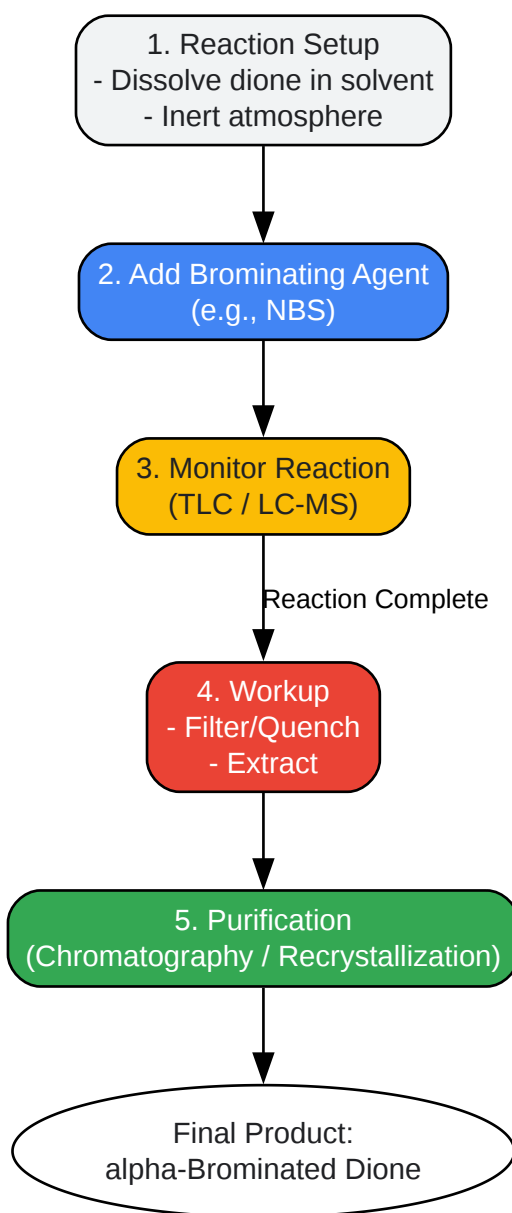 1. Reaction Setup
- Dissolve dione in solvent
- Inert atmosphere
2. Add Brominating Agent
(e.g., NBS)
3. Monitor Reaction
(TLC / LC-MS)
Reaction Complete
4. Workup
- Filter/Quench
- Extract
5. Purification
(Chromatography / Recrystallization)
Final Product:
alpha-Brominated Dione